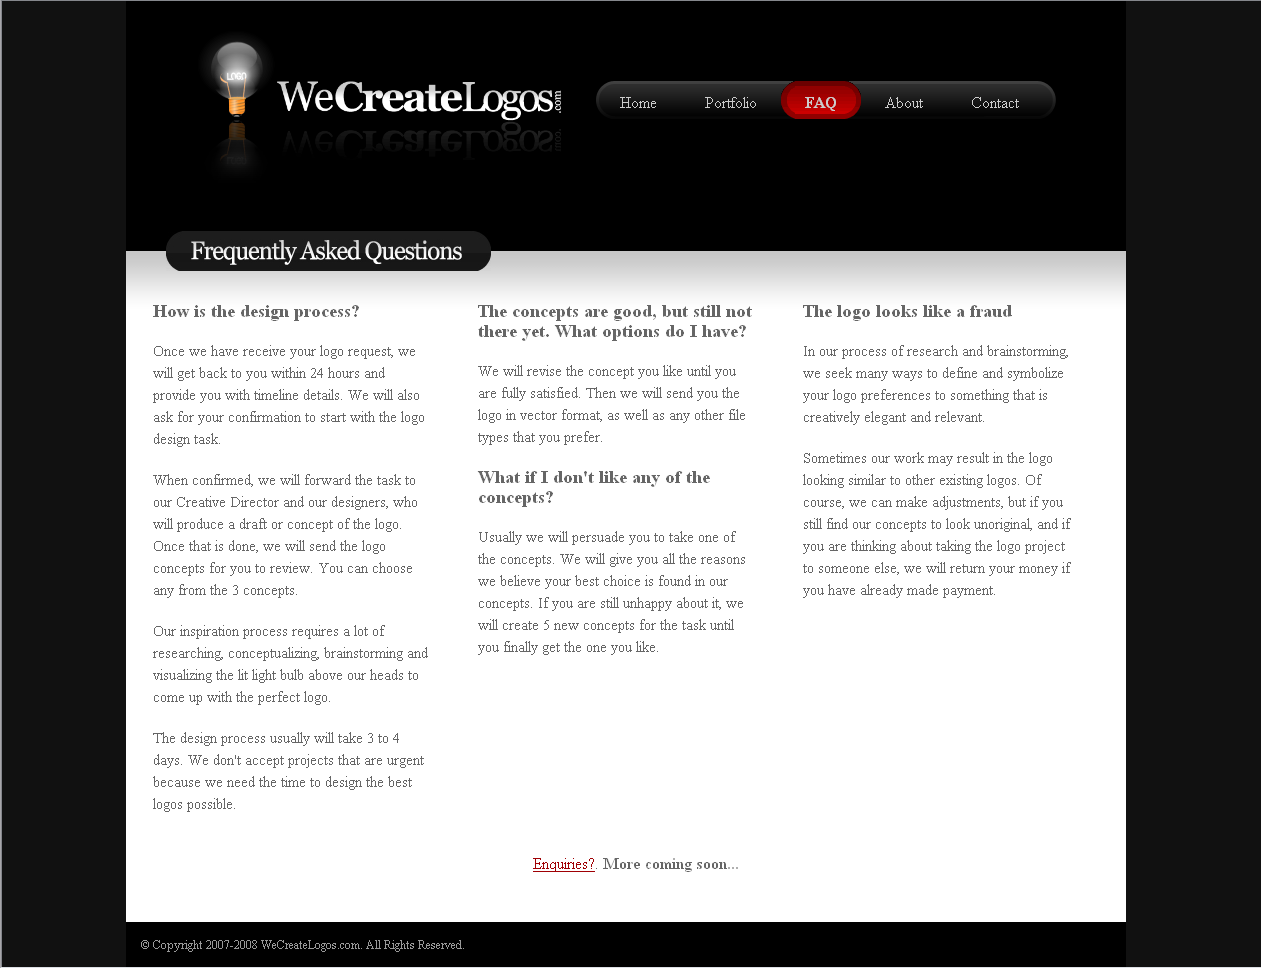 LOGO
WeCreateLogos.com
Home
Portfolio
FAQ
About
Contact
Frequently Asked Questions
How is the design process?
Once we have receive your logo request, we
will get back to you within 24 hours and
provide you with timeline details. We will also
ask for your confirmation to start with the logo
design task.
When confirmed, we will forward the task to
our Creative Director and our designers, who
will produce a draft or concept of the logo.
Once that is done, we will send the logo
concepts for you to review. You can choose
any from the 3 concepts.
Our inspiration process requires a lot of
researching, conceptualizing, brainstorming and
visualizing the lit light bulb above our heads to
come up with the perfect logo.
The design process usually will take 3 to 4
days. We don't accept projects that are urgent
because we need the time to design the best
logos possible.
The concepts are good, but still not
there yet. What options do I have?
We will revise the concept you like until you
are fully satisfied. Then we will send you the
logo in vector format, as well as any other file
types that you prefer.
What if I don't like any of the
concepts?
Usually we will persuade you to take one of
the concepts. We will give you all the reasons
we believe your best choice is found in our
concepts. If you are still unhappy about it, we
will create 5 new concepts for the task until
you finally get the one you like.
The logo looks like a fraud
In our process of research and brainstorming,
we seek many ways to define and symbolize
your logo preferences to something that is
creatively elegant and relevant.
Sometimes our work may result in the logo
looking similar to other existing logos. Of
course, we can make adjustments, but if you
still find our concepts to look unoriginal, and if
you are thinking about taking the logo project
to someone else, we will return your money if
you have already made payment.
Enquiries?. More coming soon...
© Copyright 2007-2008 WeCreateLogos.com. All Rights Reserved.